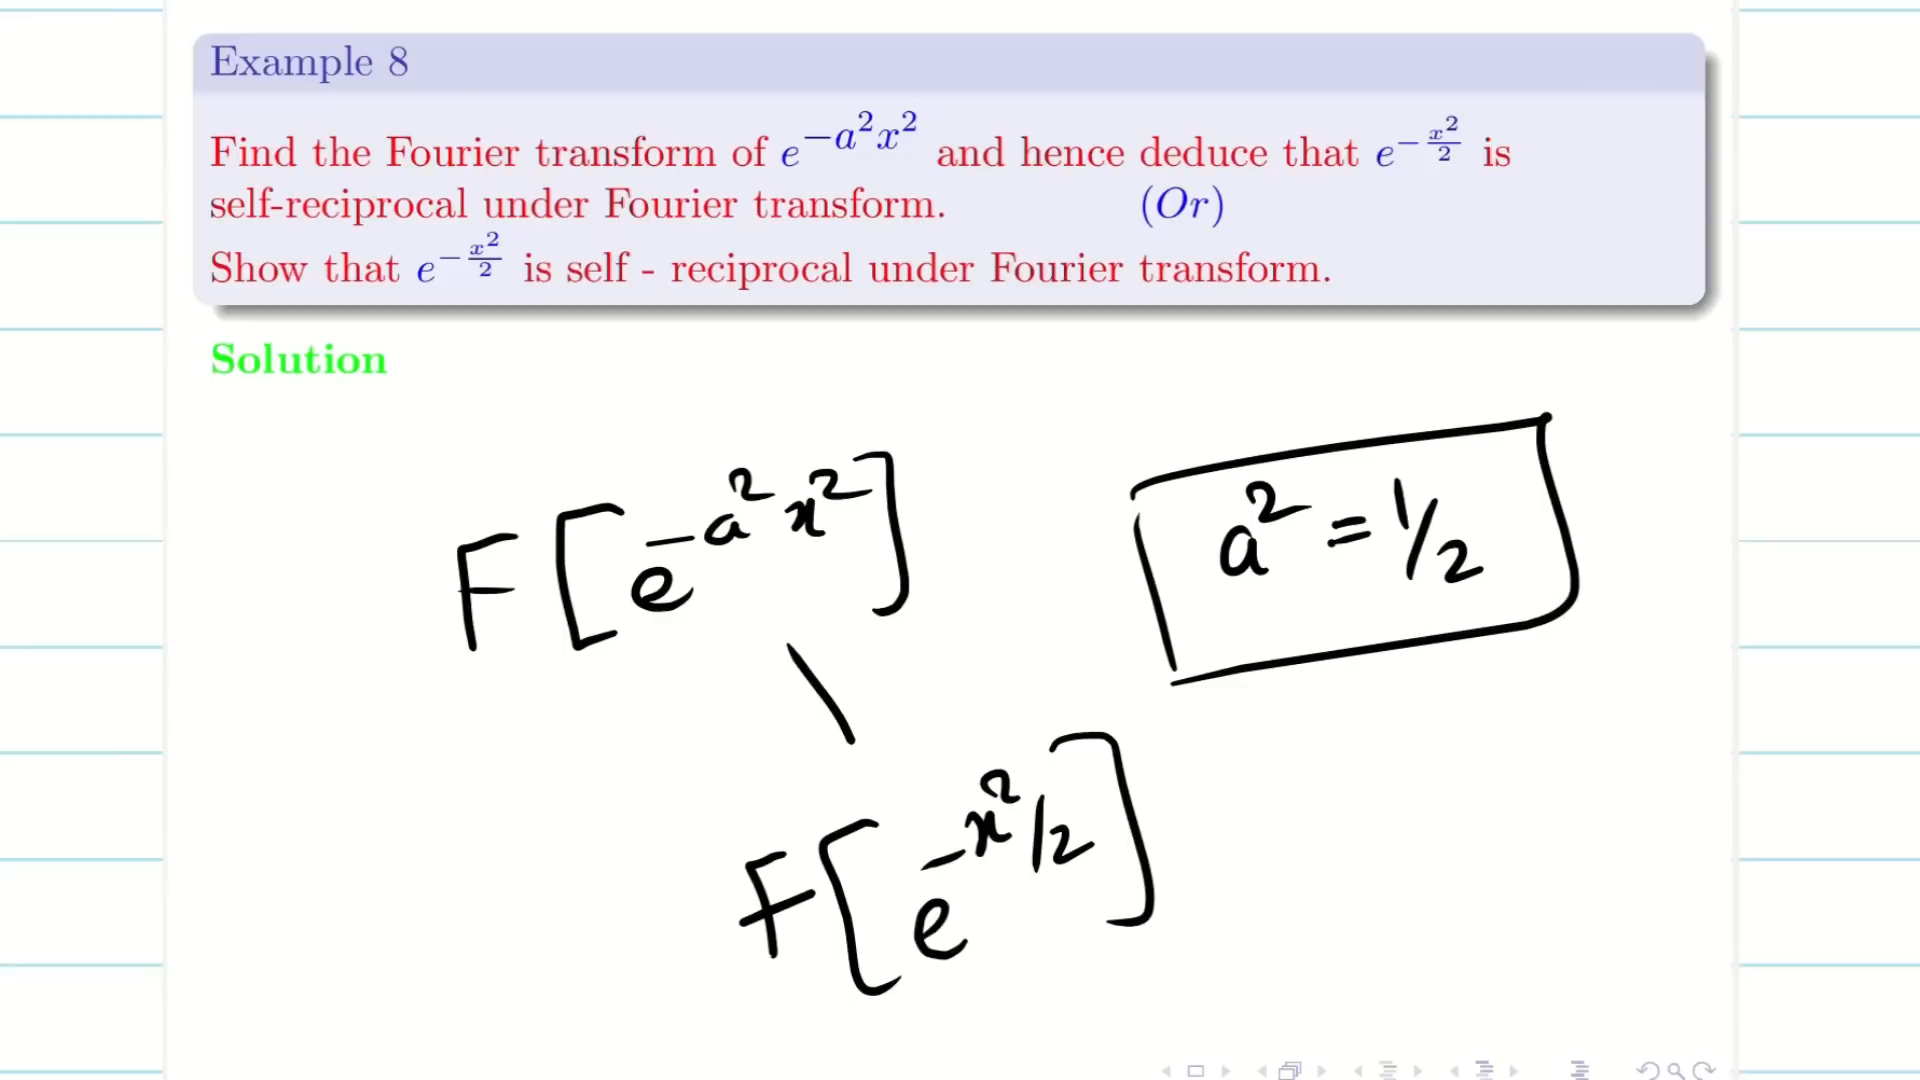 Example 8
Find the Fourier transform of $e^{-a^2x^2}$ and hence deduce that $e^{-\frac{x^2}{2}}$ is
self-reciprocal under Fourier transform. (Or)
Show that $e^{-\frac{x^2}{2}}$ is self - reciprocal under Fourier transform.
Solution
$F[e^{-a^2x^2}]$
$a^2 = 1/2$
$F[e^{-x^2/2}]$